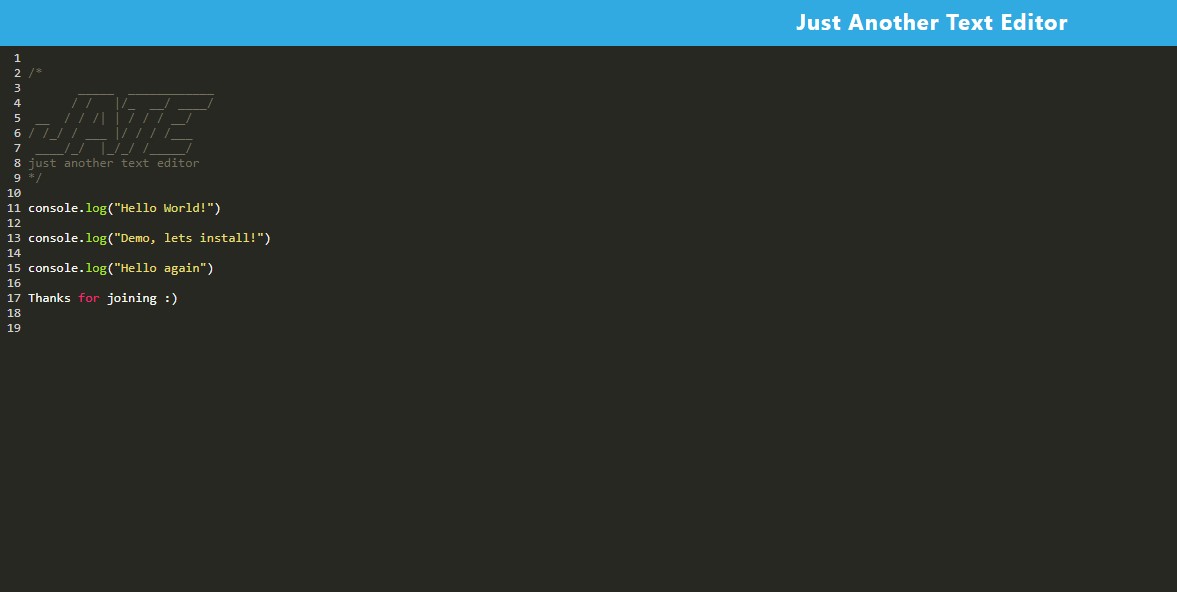 Just Another Text Editor
1
2 /*
3        _____  ____________
4       / /   |/_  __/ ____/
5  __  / / /| | / / / __/
6 / /_/ / ___ |/ / / /___
7  ____/_/  |_/_/ /_____/
8 just another text editor
9 */
10
11 console.log("Hello World!")
12
13 console.log("Demo, lets install!")
14
15 console.log("Hello again")
16
17 Thanks for joining :)
18
19